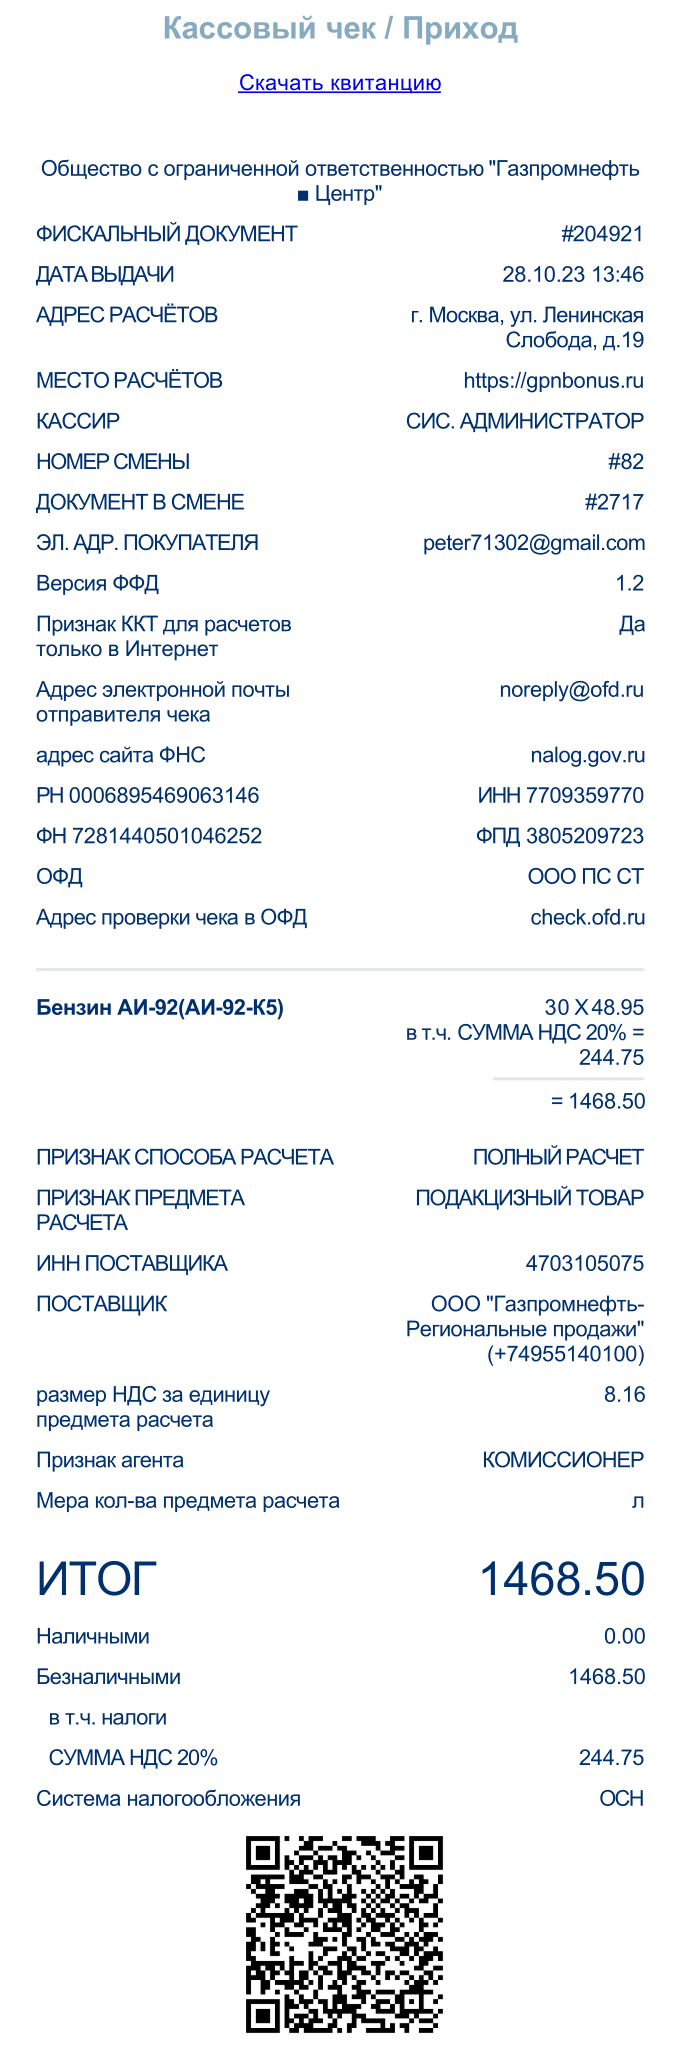 Кассовый чек / Приход
Скачать квитанцию
Общество с ограниченной ответственностью "Газпромнефть
■ Центр"
ФИСКАЛЬНЫЙ ДОКУМЕНТ #204921
ДАТА ВЫДАЧИ 28.10.23 13:46
АДРЕС РАСЧЁТОВ г. Москва, ул. Ленинская
Слобода, д.19
МЕСТО РАСЧЁТОВ https://gpnbonus.ru
КАССИР СИС. АДМИНИСТРАТОР
НОМЕР СМЕНЫ #82
ДОКУМЕНТ В СМЕНЕ #2717
ЭЛ. АДР. ПОКУПАТЕЛЯ peter71302@gmail.com
Версия ФФД 1.2
Признак ККТ для расчетов Да
только в Интернет
Адрес электронной почты noreply@ofd.ru
отправителя чека
адрес сайта ФНС nalog.gov.ru
РН 0006895469063146 ИНН 7709359770
ФН 7281440501046252 ФПД 3805209723
ОФД ООО ПС СТ
Адрес проверки чека в ОФД check.ofd.ru
Бензин АИ-92(АИ-92-К5) 30 X 48.95
в т.ч. СУММА НДС 20% =
244.75
= 1468.50
ПРИЗНАК СПОСОБА РАСЧЕТА ПОЛНЫЙ РАСЧЕТ
ПРИЗНАК ПРЕДМЕТА ПОДАКЦИЗНЫЙ ТОВАР
РАСЧЕТА
ИНН ПОСТАВЩИКА 4703105075
ПОСТАВЩИК ООО "Газпромнефть-
Региональные продажи"
(+74955140100)
размер НДС за единицу 8.16
предмета расчета
Признак агента КОМИССИОНЕР
Мера кол-ва предмета расчета л
ИТОГ 1468.50
Наличными 0.00
Безналичными 1468.50
в т.ч. налоги
СУММА НДС 20% 244.75
Система налогообложения ОСН